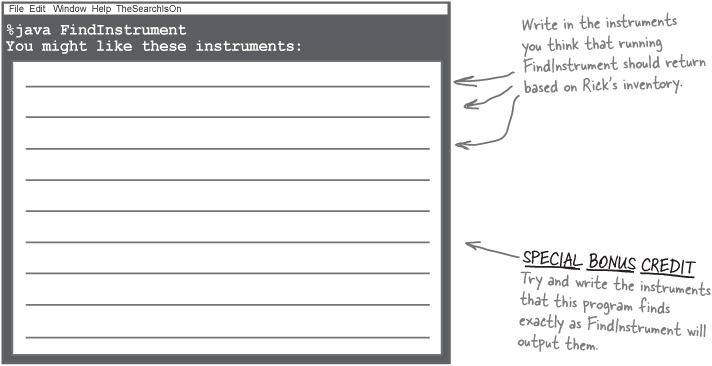 File Edit Window Help TheSearchIsOn
%java FindInstrument
You might like these instruments:
Write in the instruments
you think that running
FindInstrument should return
based on Rick's inventory.
SPECIAL BONUS CREDIT
Try and write the instruments
that this program finds
exactly as FindInstrument will
output them.